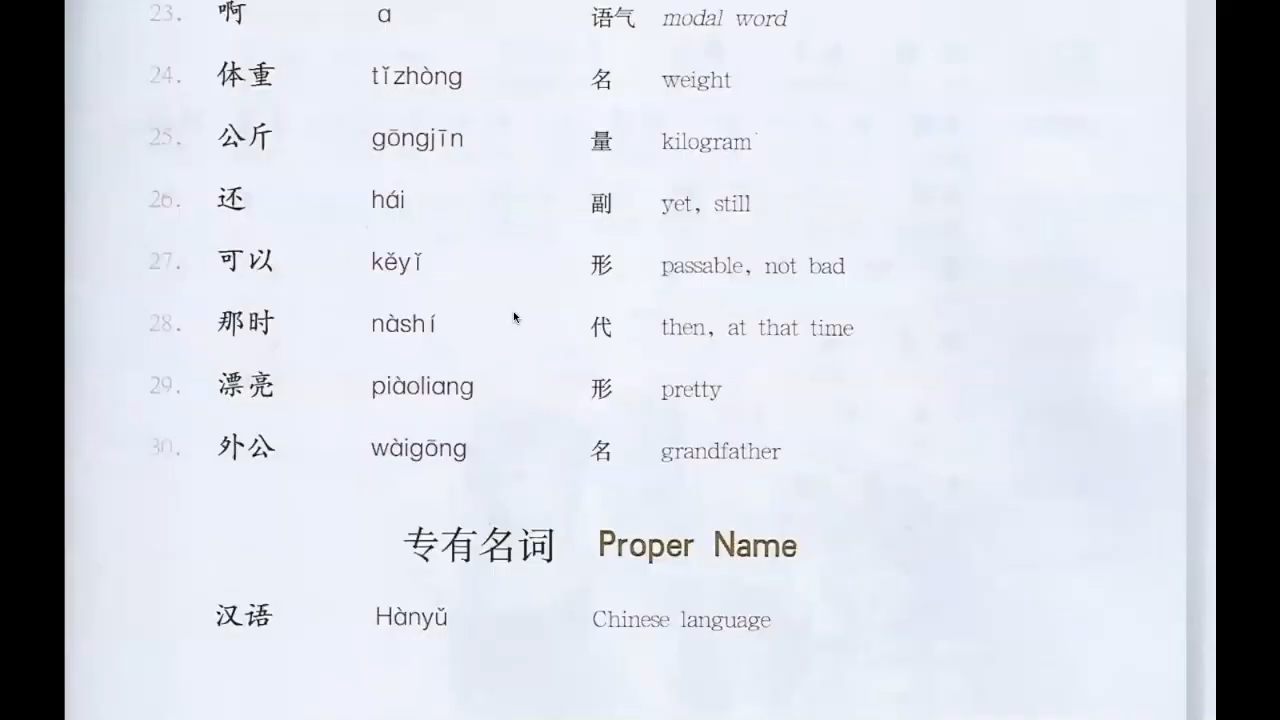 23. 啊 a 语气 modal word
24. 体重 tǐzhòng 名 weight
25. 公斤 gōngjīn 量 kilogram
26. 还 hái 副 yet, still
27. 可以 kěyǐ 形 passable, not bad
28. 那时 nàshí 代 then, at that time
29. 漂亮 piàoliang 形 pretty
30. 外公 wàigōng 名 grandfather
专有名词 Proper Name
汉语 Hànyǔ Chinese language